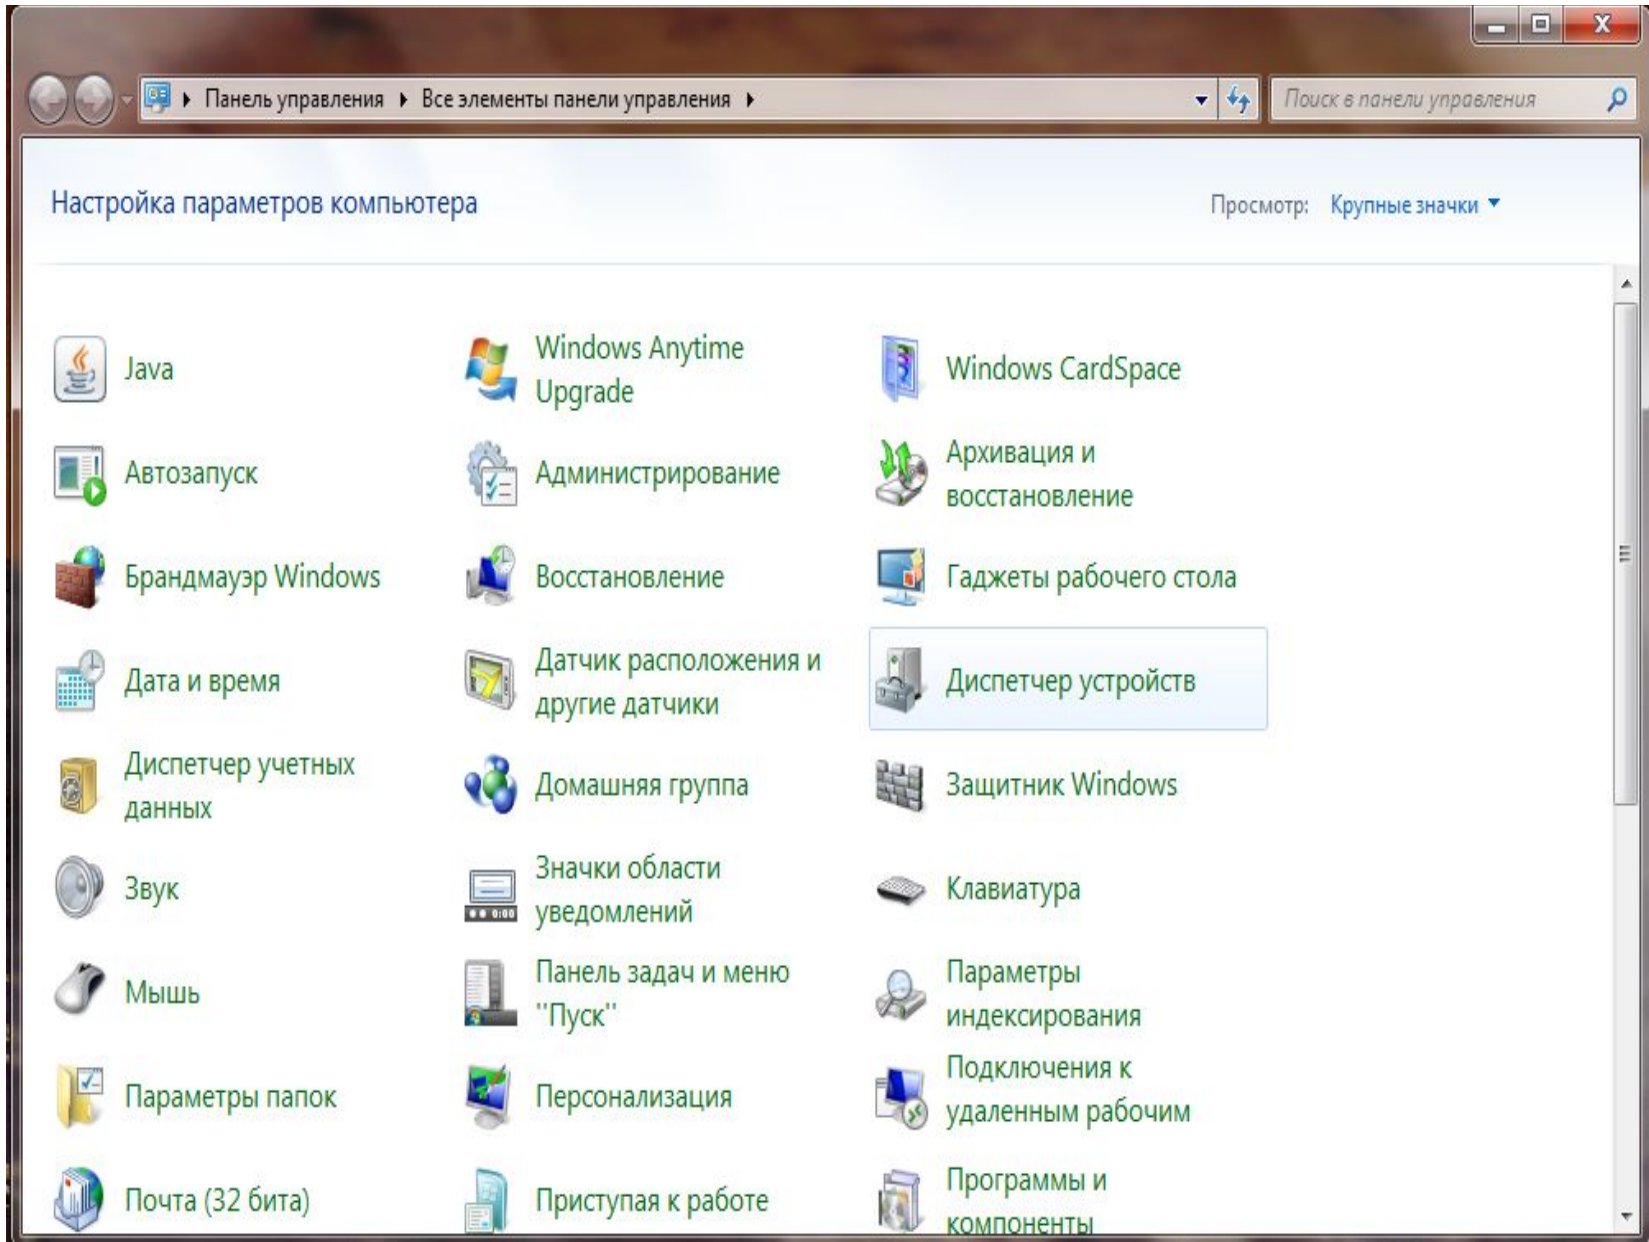 Панель управления Все элементы панели управления
Поиск в панели управления
Настройка параметров компьютера
Просмотр: Крупные значки
Java
Windows Anytime
Upgrade
Windows CardSpace
Автозапуск
Администрирование
Архивация и
восстановление
Брандмауэр Windows
Восстановление
Гаджеты рабочего стола
Дата и время
Датчик расположения и
другие датчики
Диспетчер устройств
Диспетчер учетных
данных
Домашняя группа
Защитник Windows
Звук
Значки области
уведомлений
Клавиатура
Мышь
Панель задач и меню
''Пуск''
Параметры
индексирования
Параметры папок
Персонализация
Подключения к
удаленным рабочим
Почта (32 бита)
Приступая к работе
Программы и
компоненты